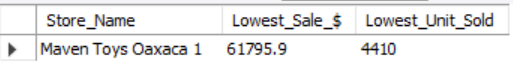 Store_Name Lowest_Sale_$ Lowest_Unit_Sold
Maven Toys Oaxaca 1 61795.9 4410